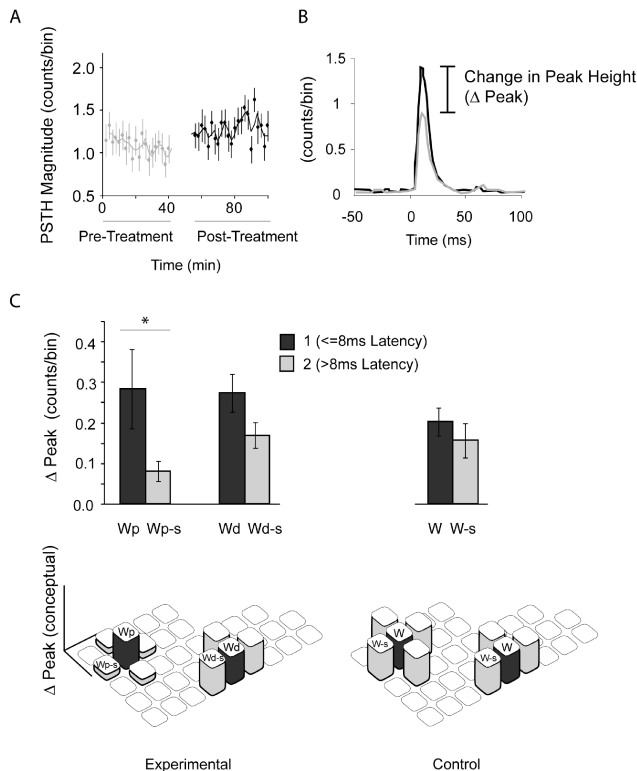 A
PSTH Magnitude (counts/bin)
2.0
1.5
1.0
0.5
0
40
80
Pre-Treatment
Post-Treatment
Time (min)
B
(counts/bin)
1.5
1
0.5
0
-50
0
50
100
Time (ms)
Change in Peak Height
(Δ Peak)
C
Δ Peak (counts/bin)
0.4
0.3
0.2
0.1
0.0
*
1 (<=8ms Latency)
2 (>8ms Latency)
Wp Wp-s
Wd Wd-s
W W-s
Δ Peak (conceptual)
Wp
Wp-s
Wd
Wd-s
W
W-s
W
W-s
Experimental
Control